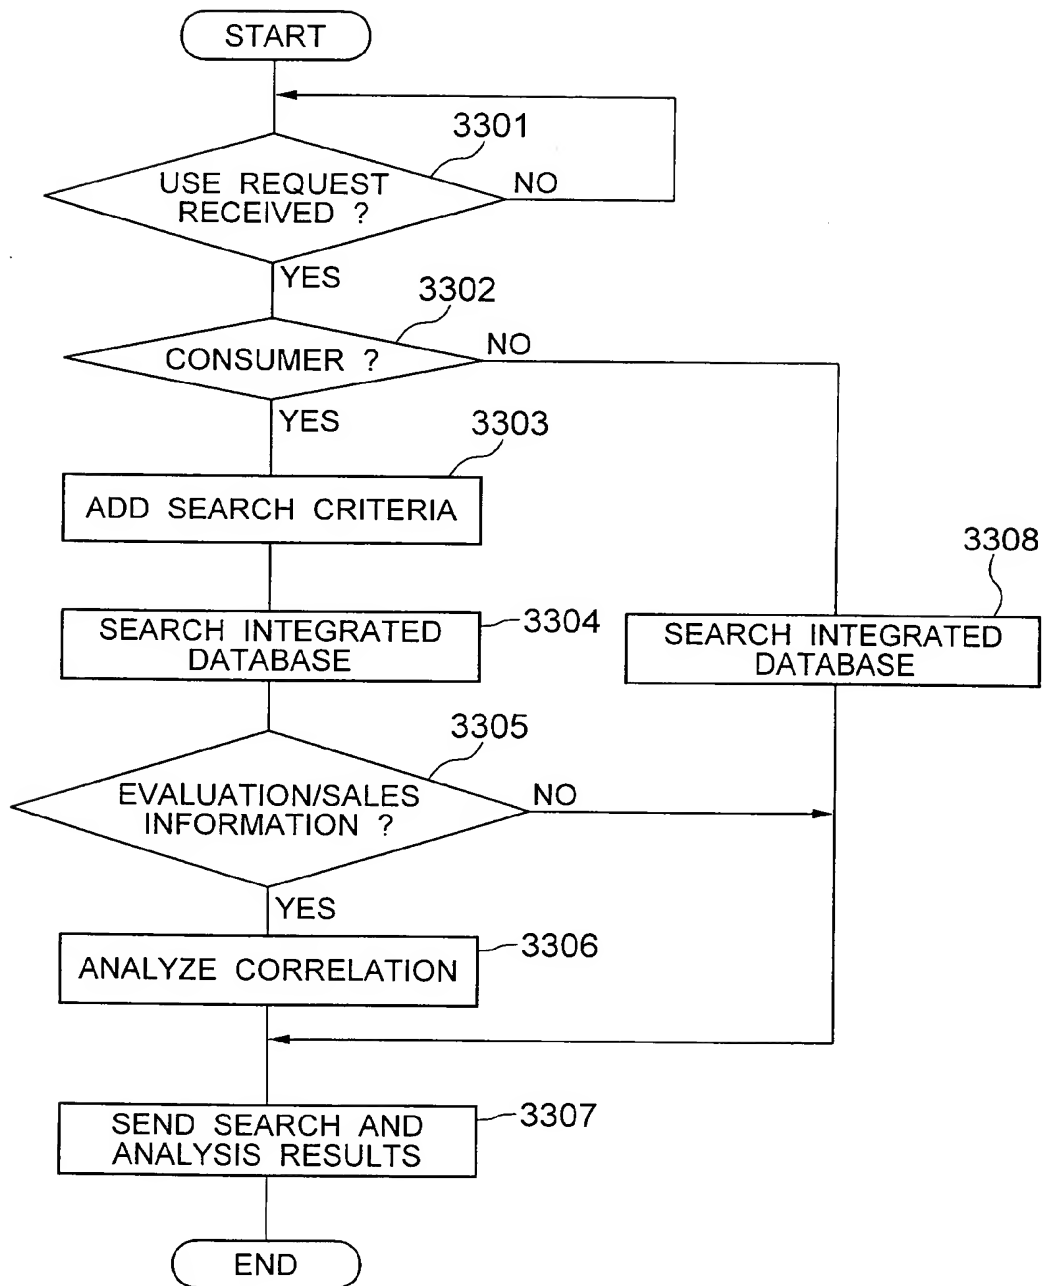 START
3301
USE REQUEST
RECEIVED ?
NO
YES
3302
CONSUMER ?
NO
YES
3303
ADD SEARCH CRITERIA
3308
SEARCH INTEGRATED
DATABASE
3304
SEARCH INTEGRATED
DATABASE
3305
EVALUATION/SALES
INFORMATION ?
NO
YES
3306
ANALYZE CORRELATION
SEND SEARCH AND
ANALYSIS RESULTS
3307
END